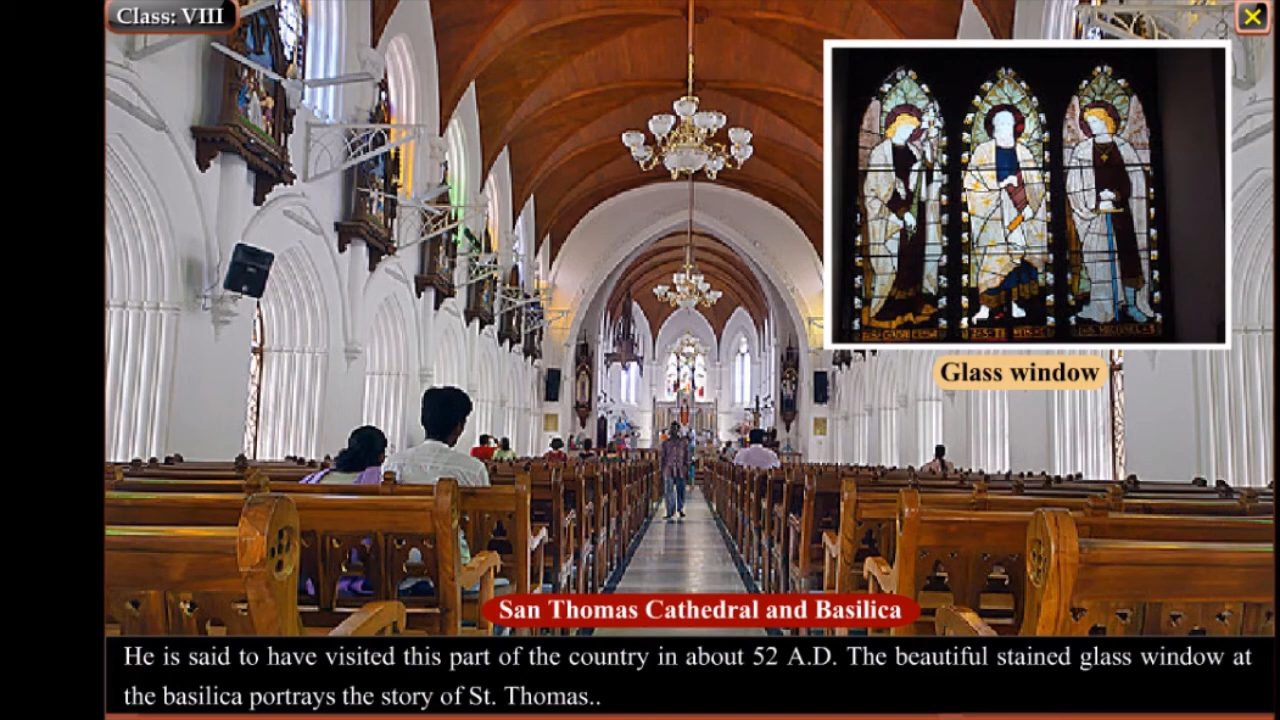 Class: VIII
Glass window
San Thomas Cathedral and Basilica
He is said to have visited this part of the country in about 52 A.D. The beautiful stained glass window at
the basilica portrays the story of St. Thomas..